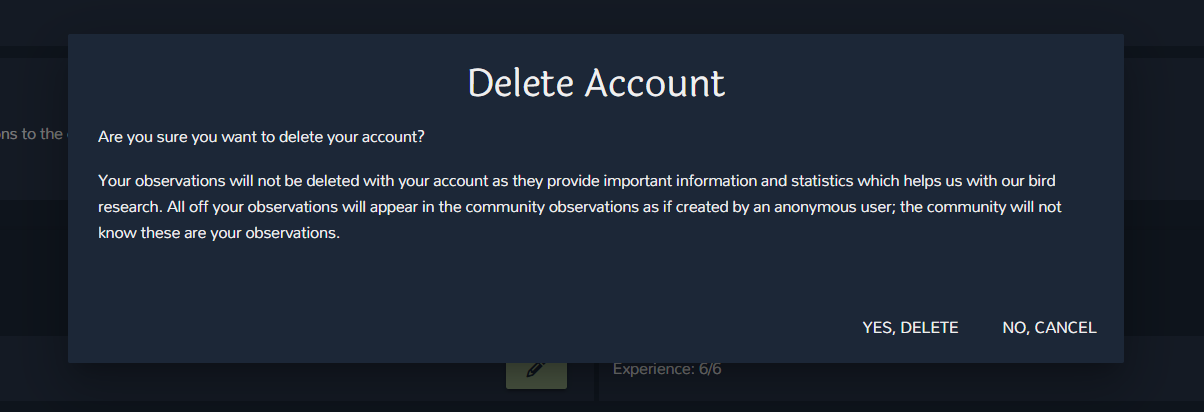 Delete Account
ns to the
Are you sure you want to delete your account?
Your observations will not be deleted with your account as they provide important information and statistics which helps us with our bird
research. All off your observations will appear in the community observations as if created by an anonymous user; the community will not
know these are your observations.
YES, DELETE NO, CANCEL
Experience: 6/6